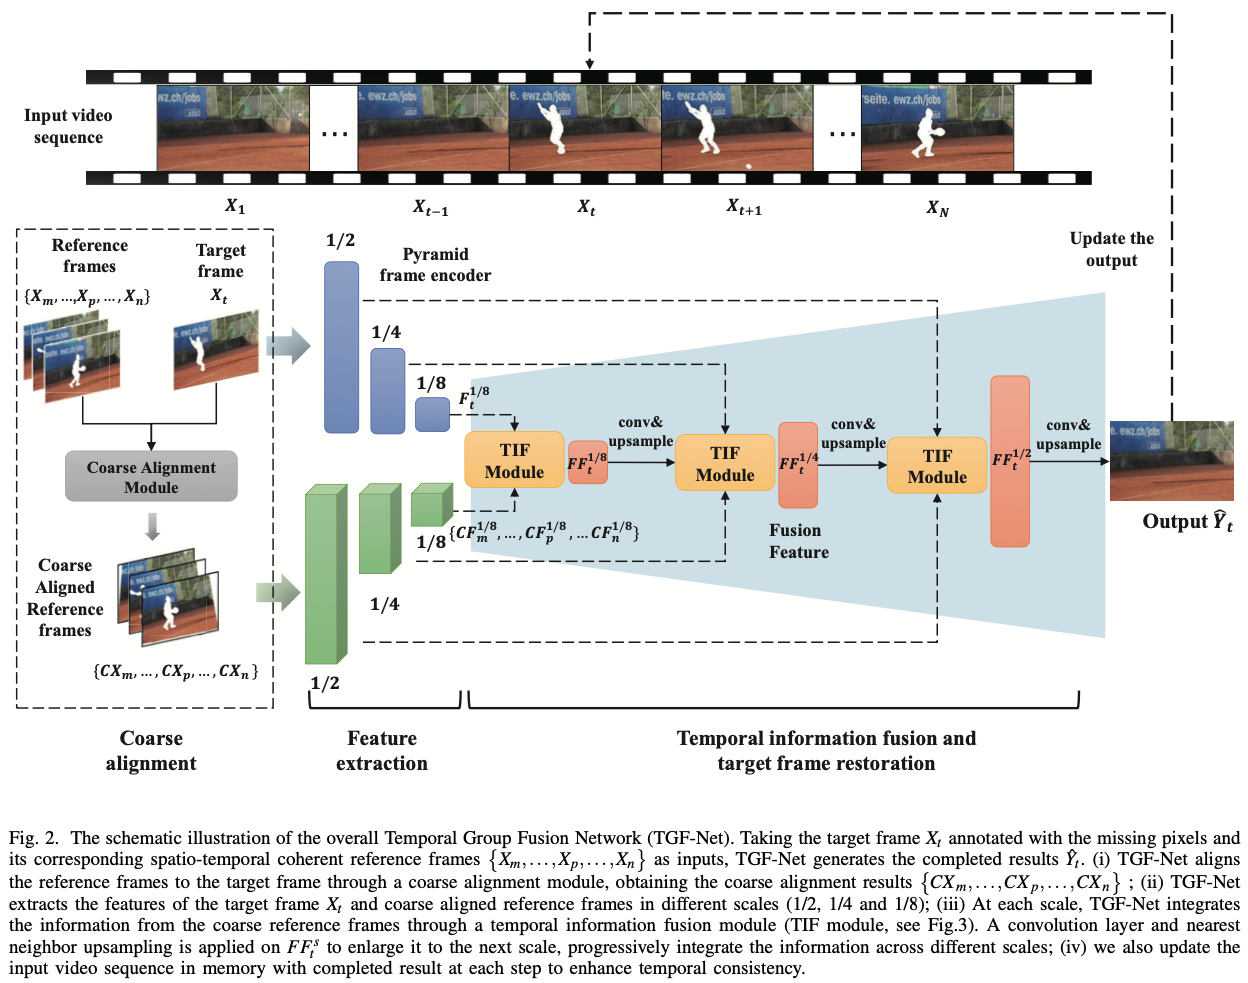 Input video
sequence
ewz.ch/jobs
ewz.ch/jobs
e. ewz.ch/jobs
e. ewz.ch/jobs
seite. ewz.ch/jobs
...
...
X_1
X_{t-1}
X_t
X_{t+1}
X_N
Reference
frames
{X_m, ...,X_p, ..., X_n}
Target
frame
X_t
Coarse Alignment
Module
Coarse
Aligned
Reference
frames
{CX_m, ..., CX_p, ..., CX_n}
1/2
Pyramid
frame encoder
1/4
1/8
F_t^{1/8}
1/8
{CF_m^{1/8}, ..., CF_p^{1/8}, ... CF_n^{1/8}}
1/4
1/2
TIF
Module
FF_t^{1/8}
conv&
upsample
TIF
Module
FF_t^{1/4}
Fusion
Feature
conv&
upsample
TIF
Module
FF_t^{1/2}
conv&
upsample
Update the
output
ewz.ch/jobs
Output Ŷ_t
Coarse
alignment
Feature
extraction
Temporal information fusion and
target frame restoration
Fig. 2. The schematic illustration of the overall Temporal Group Fusion Network (TGF-Net). Taking the target frame X_t annotated with the missing pixels and
its corresponding spatio-temporal coherent reference frames {X_m, ..., X_p, ..., X_n} as inputs, TGF-Net generates the completed results Ŷ_t. (i) TGF-Net aligns
the reference frames to the target frame through a coarse alignment module, obtaining the coarse alignment results {CX_m, ..., CX_p, ..., CX_n} ; (ii) TGF-Net
extracts the features of the target frame X_t and coarse aligned reference frames in different scales (1/2, 1/4 and 1/8); (iii) At each scale, TGF-Net integrates
the information from the coarse reference frames through a temporal information fusion module (TIF module, see Fig.3). A convolution layer and nearest
neighbor upsampling is applied on FF_t^s to enlarge it to the next scale, progressively integrate the information across different scales; (iv) we also update the
input video sequence in memory with completed result at each step to enhance temporal consistency.